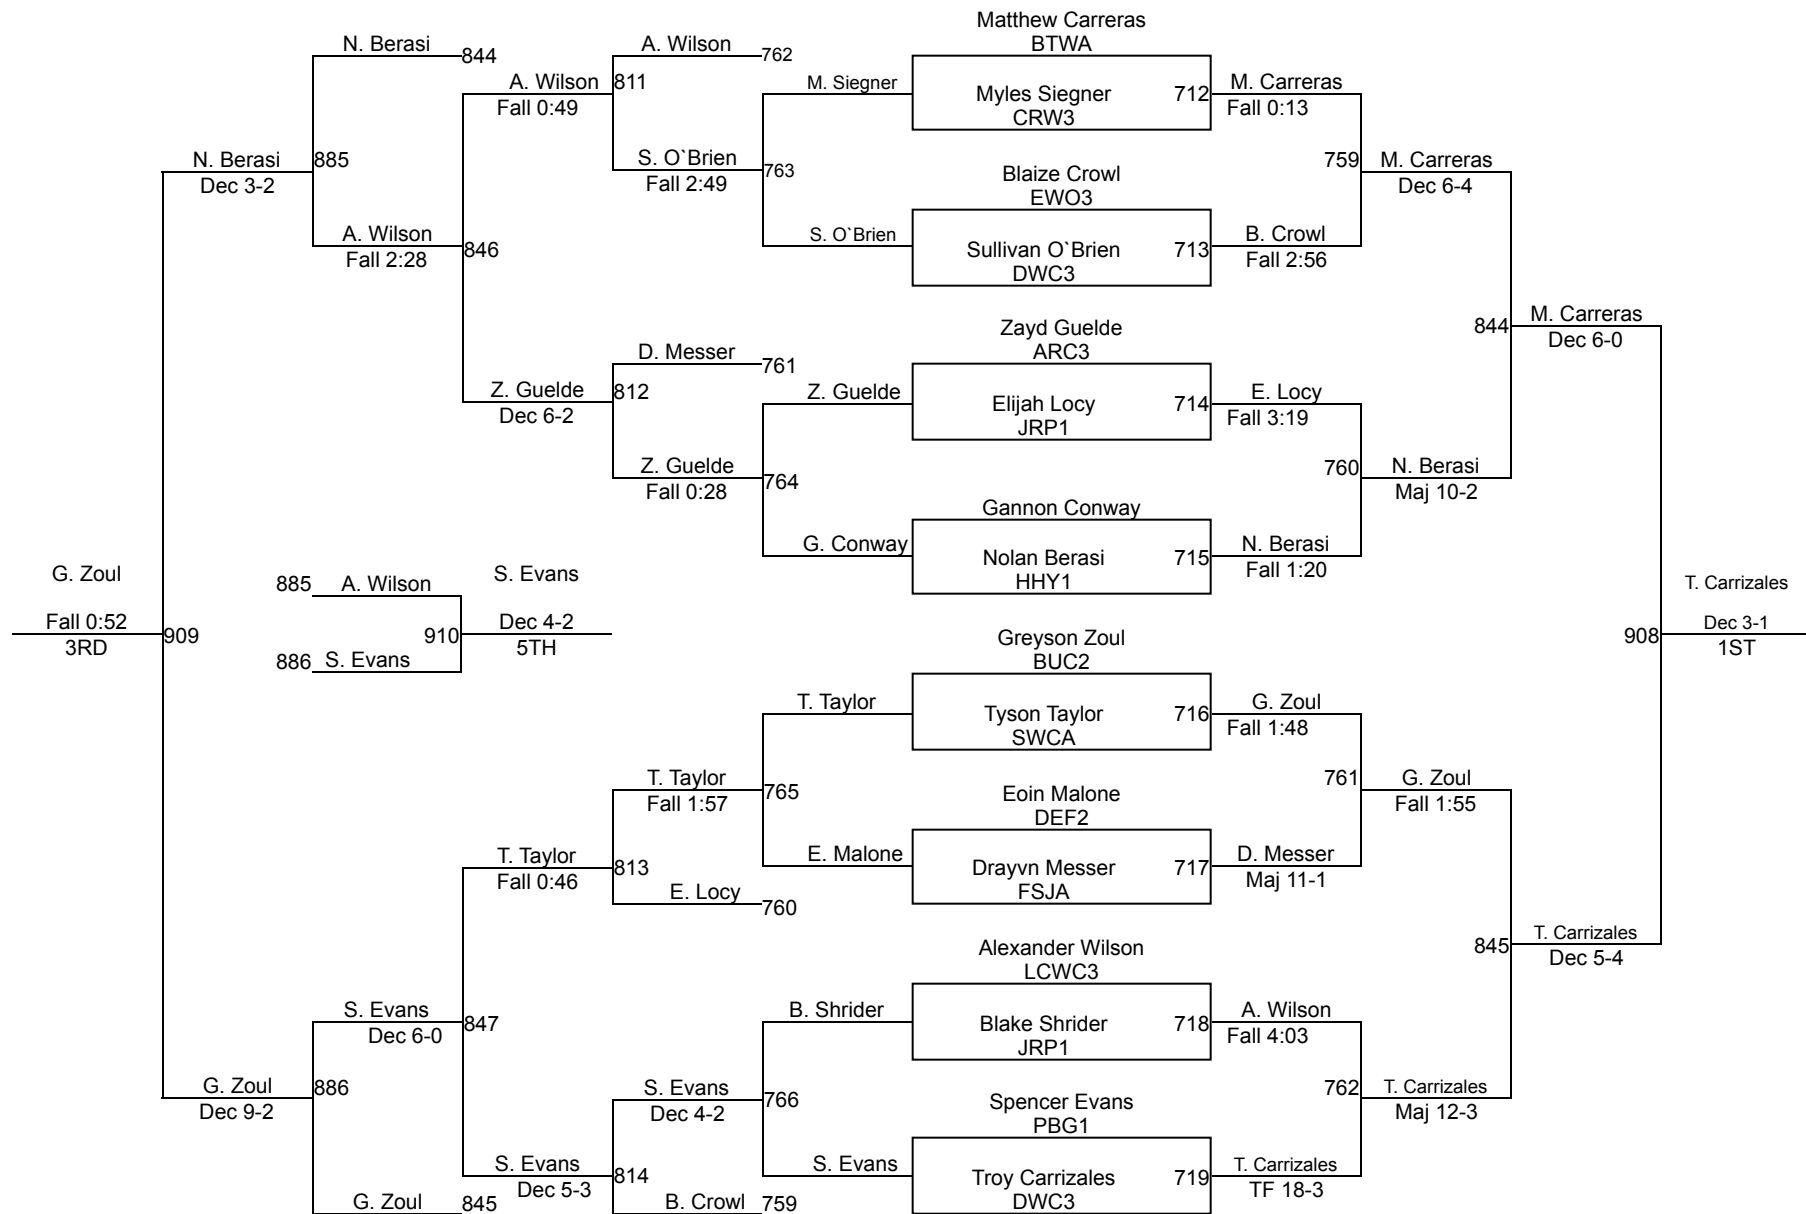 Matthew Carreras
BTWA
N. Berasi
844
A. Wilson
762
A. Wilson
811
Fall 0:49
M. Siegner
Myles Siegner
712
CRW3
M. Carreras
Fall 0:13
N. Berasi
885
Dec 3-2
S. O`Brien
763
Fall 2:49
Blaize Crowl
EWO3
759
M. Carreras
Dec 6-4
A. Wilson
846
Fall 2:28
S. O`Brien
Sullivan O`Brien
713
DWC3
B. Crowl
Fall 2:56
Zayd Guelde
ARC3
844
M. Carreras
Dec 6-0
D. Messer
761
Z. Guelde
812
Dec 6-2
Z. Guelde
Elijah Locy
714
JRP1
E. Locy
Fall 3:19
Z. Guelde
764
Fall 0:28
760
N. Berasi
Maj 10-2
Gannon Conway
G. Conway
Nolan Berasi
715
HHY1
N. Berasi
Fall 1:20
G. Zoul
Fall 0:52
3RD
909
885
A. Wilson
886
S. Evans
910
S. Evans
Dec 4-2
5TH
T. Carrizales
908
Dec 3-1
1ST
Greyson Zoul
BUC2
T. Taylor
Tyson Taylor
716
SWCA
G. Zoul
Fall 1:48
T. Taylor
765
Fall 1:57
Eoin Malone
DEF2
761
G. Zoul
Fall 1:55
T. Taylor
813
Fall 0:46
E. Malone
Drayvn Messer
717
FSJA
D. Messer
Maj 11-1
E. Locy
760
Alexander Wilson
LCWC3
845
T. Carrizales
Dec 5-4
S. Evans
847
Dec 6-0
B. Shrider
Blake Shrider
718
JRP1
A. Wilson
Fall 4:03
G. Zoul
886
Dec 9-2
S. Evans
766
Dec 4-2
Spencer Evans
PBG1
762
T. Carrizales
Maj 12-3
S. Evans
814
Dec 5-3
S. Evans
Troy Carrizales
719
DWC3
T. Carrizales
TF 18-3
G. Zoul
845
B. Crowl
759